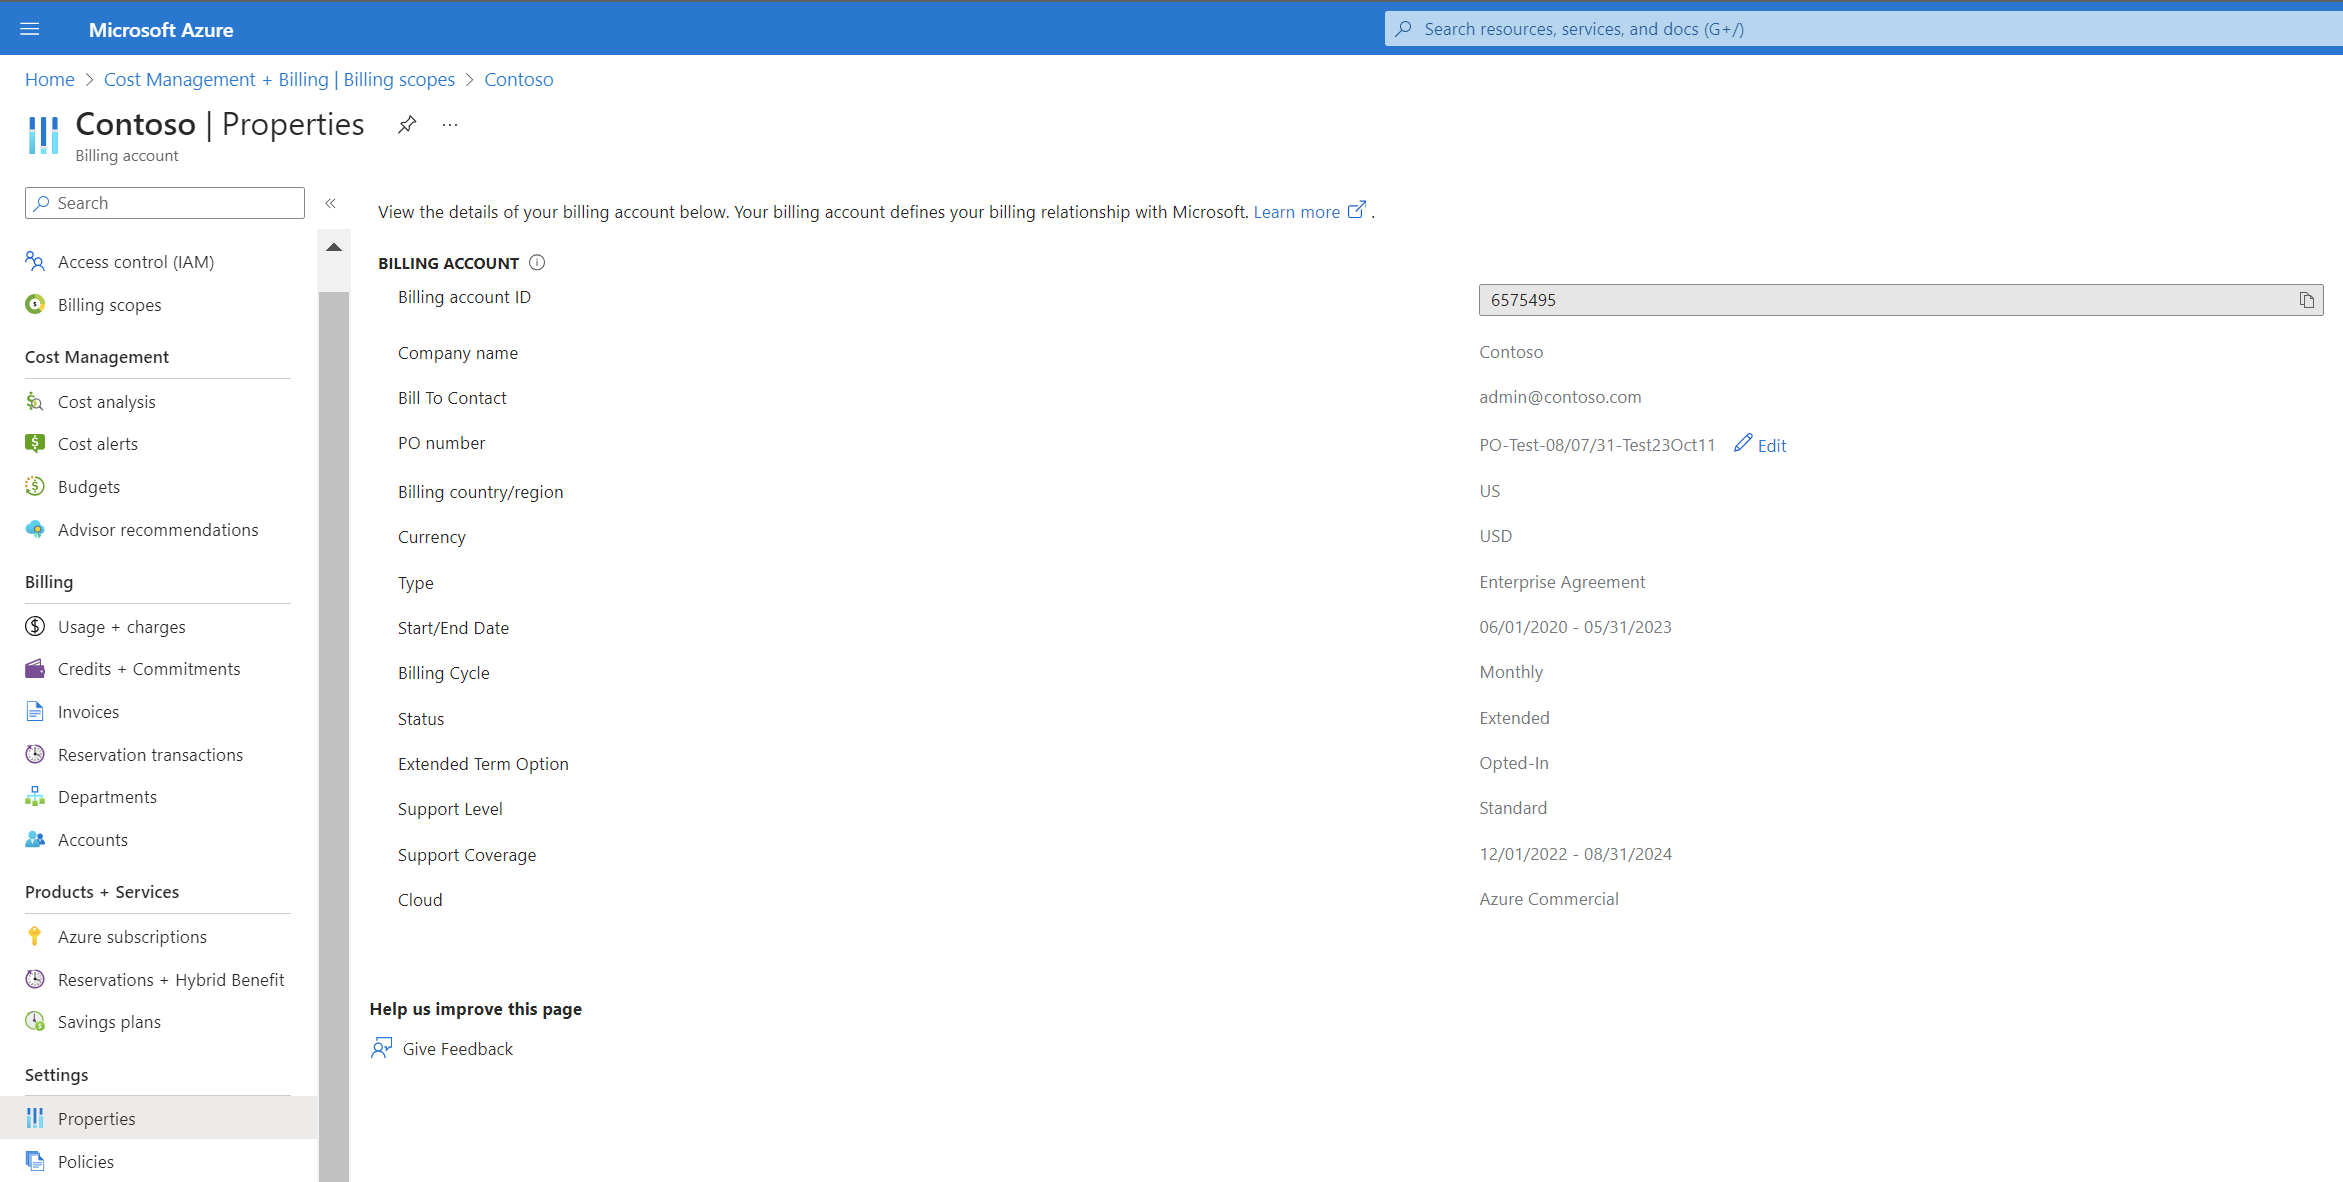 Microsoft Azure
Search resources, services, and docs (G+/)
Home > Cost Management + Billing | Billing scopes > Contoso
Contoso | Properties
Billing account
Search
Access control (IAM)
Billing scopes
Cost Management
Cost analysis
Cost alerts
Budgets
Advisor recommendations
Billing
Usage + charges
Credits + Commitments
Invoices
Reservation transactions
Departments
Accounts
Products + Services
Azure subscriptions
Reservations + Hybrid Benefit
Savings plans
Settings
Properties
Policies
View the details of your billing account below. Your billing account defines your billing relationship with Microsoft. Learn more .
BILLING ACCOUNT
Billing account ID 6575495
Company name Contoso
Bill To Contact admin@contoso.com
PO number PO-Test-08/07/31-Test23Oct11 Edit
Billing country/region US
Currency USD
Type Enterprise Agreement
Start/End Date 06/01/2020 - 05/31/2023
Billing Cycle Monthly
Status Extended
Extended Term Option Opted-In
Support Level Standard
Support Coverage 12/01/2022 - 08/31/2024
Cloud Azure Commercial
Help us improve this page
Give Feedback